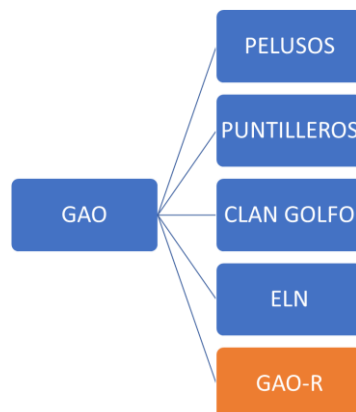 GAO
PELUSOS
PUNTILLEROS
CLAN GOLFO
ELN
GAO-R